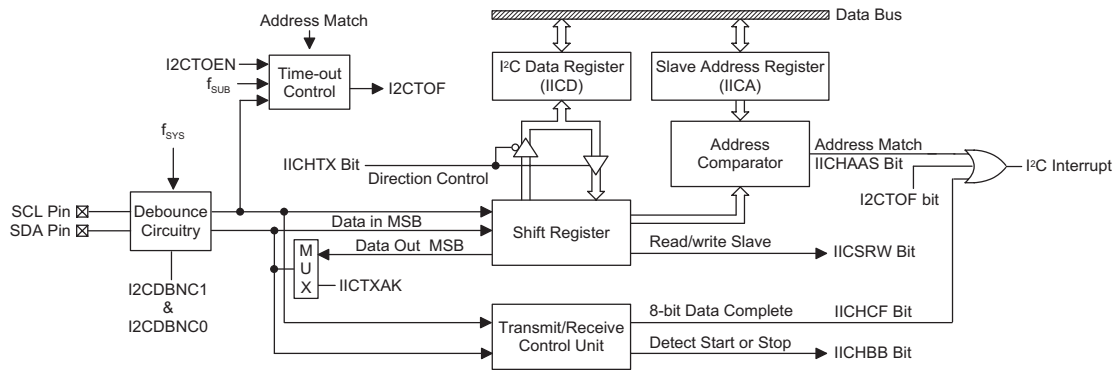 Data Bus
Address Match
I2CTOEN
fSUB
Time-out
Control
I2CTOF
I²C Data Register
(IICD)
Slave Address Register
(IICA)
fSYS
IICHTX Bit
Direction Control
Address
Comparator
Address Match
IICHAAS Bit
I2CTOF bit
I²C Interrupt
SCL Pin
SDA Pin
Debounce
Circuitry
Data in MSB
Shift Register
Data Out MSB
M
U
X
IICTXAK
Read/write Slave
IICSRW Bit
I2CDBNC1
&
I2CDBNC0
Transmit/Receive
Control Unit
8-bit Data Complete
IICHCF Bit
Detect Start or Stop
IICHBB Bit